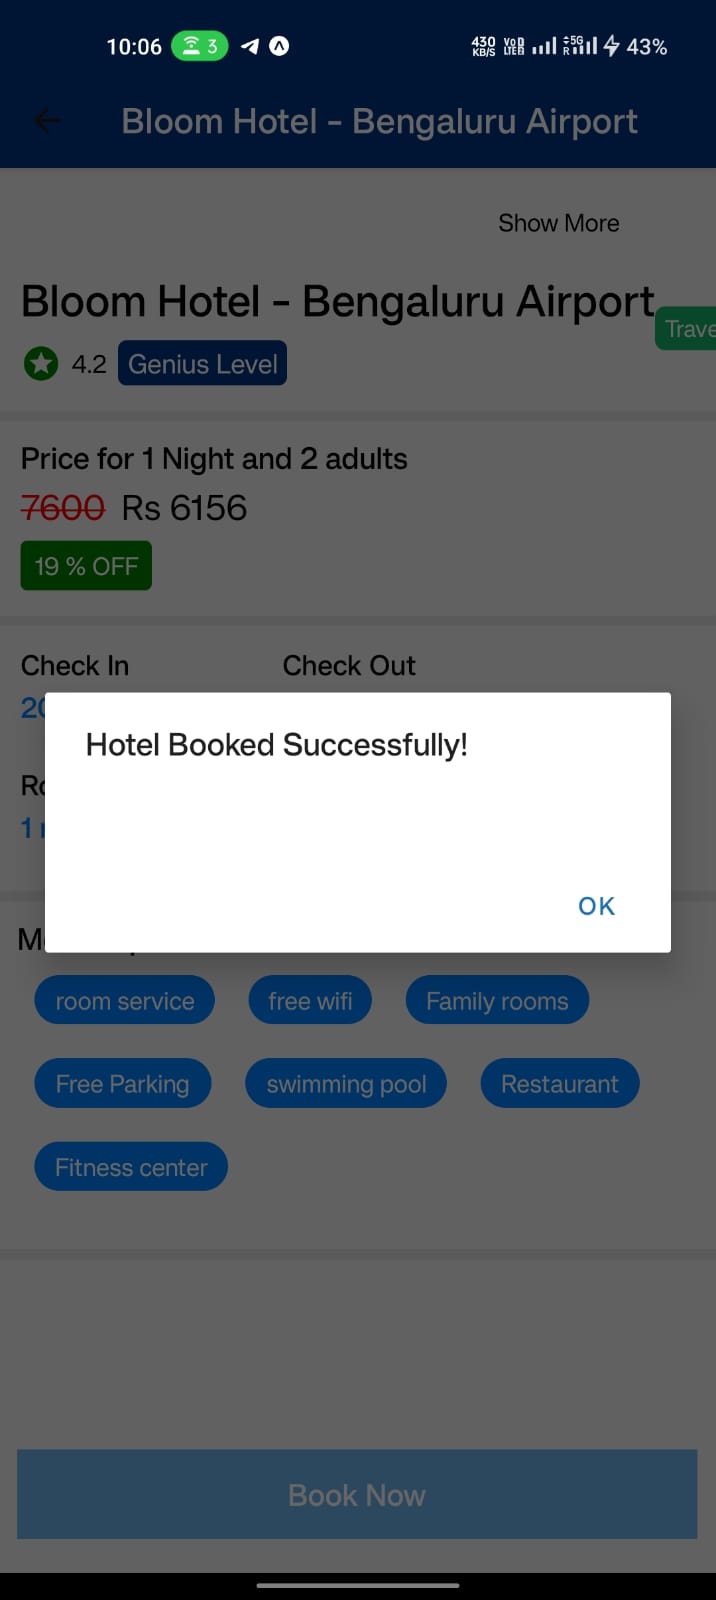 10:06 3 430 KB/S VoD LTED 5G R 43%
Bloom Hotel - Bengaluru Airport
Show More
Bloom Hotel - Bengaluru Airport
Trave
4.2 Genius Level
Price for 1 Night and 2 adults
7600 Rs 6156
19 % OFF
Check In Check Out
20
Hotel Booked Successfully!
Ro
1 r
OK
M
room service free wifi Family rooms
Free Parking swimming pool Restaurant
Fitness center
Book Now